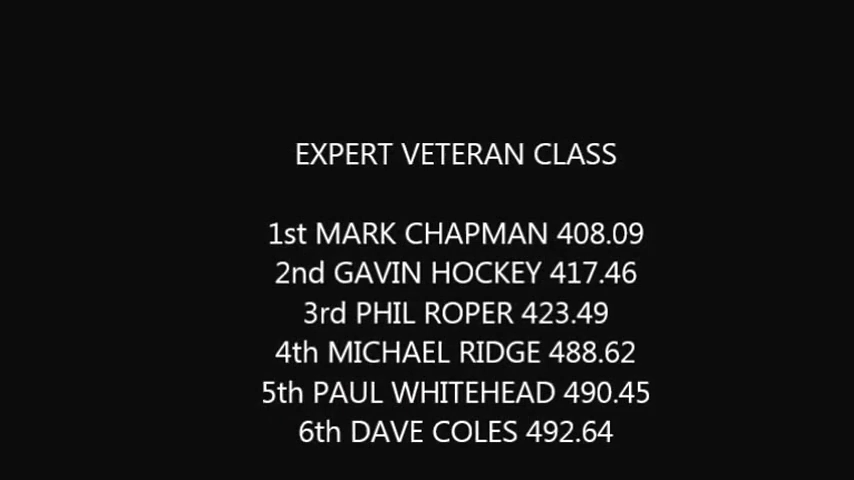 EXPERT VETERAN CLASS
1st MARK CHAPMAN 408.09
2nd GAVIN HOCKEY 417.46
3rd PHIL ROPER 423.49
4th MICHAEL RIDGE 488.62
5th PAUL WHITEHEAD 490.45
6th DAVE COLES 492.64